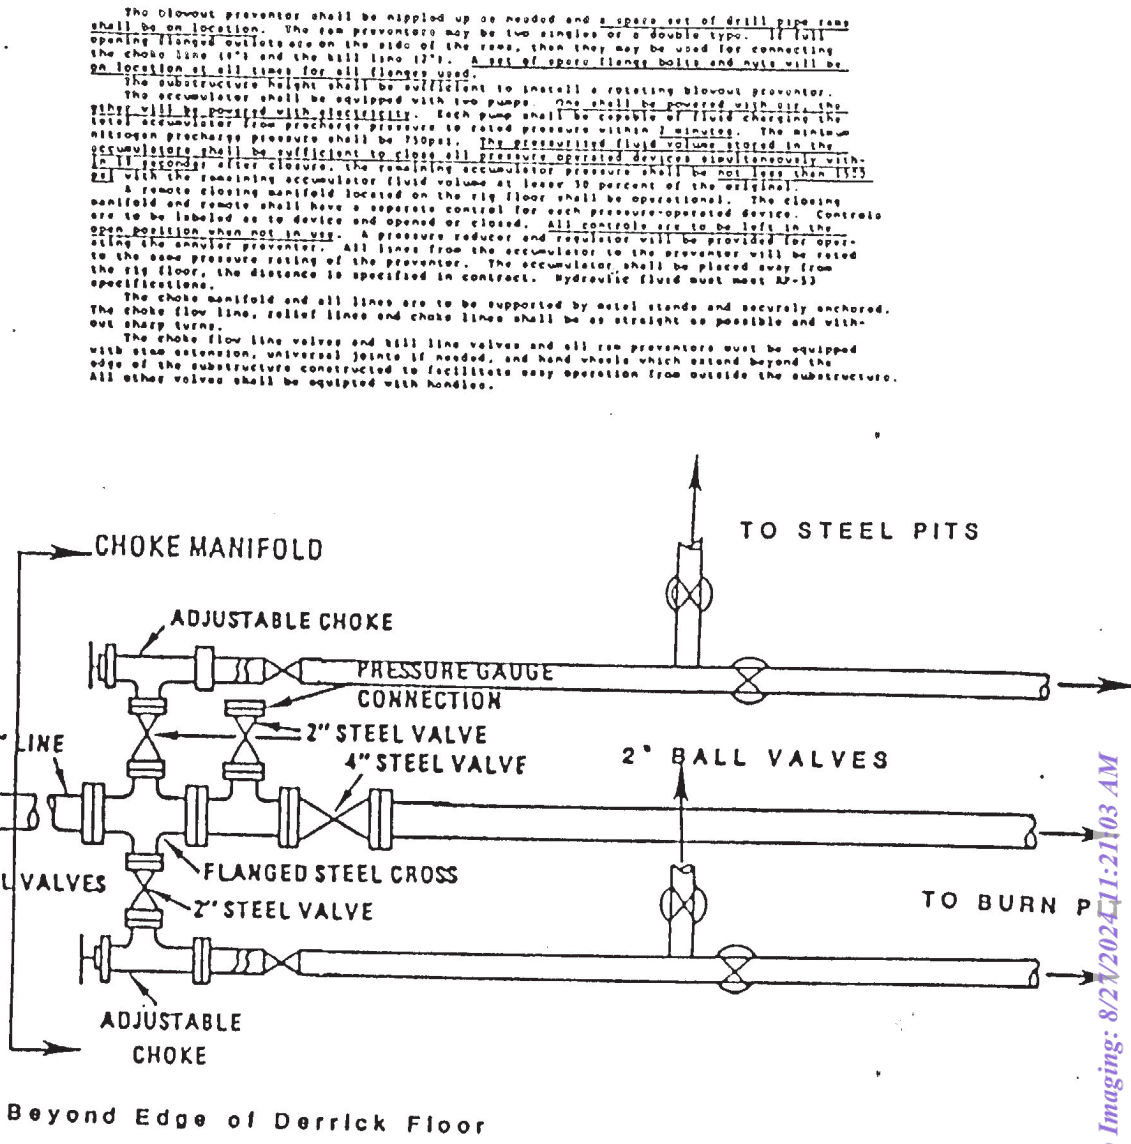 The blowout preventor shall be nippled up as needed and a spare set of drill pipe rams
shall be on location. The ram preventors may be two singles or a double type. If full
opening flanged outlets are on the side of the rams, then they may be used for connecting
the choke line (4") and the kill line (2"). A set of spare flange bolts and nuts will be
on location at all times for all flanges used.
The substructure height shall be sufficient to install a rotating blowout preventor.
The accumulator shall be equipped with two pumps. One shall be powered with air, the
other will be powered with electricity. Each pump shall be capable of fluid charging the
total accumulator from precharge pressure to rated pressure within 2 minutes. The minimum
nitrogen precharge pressure shall be 750psi. The pressurized fluid volume stored in the
accumulators shall be sufficient to close all pressure operated devices simultaneously with-
in seconds after closure, the remaining accumulator pressure shall be not less than
with the remaining accumulator fluid volume at least 50 percent of the original.
A remote closing manifold located on the rig floor shall be operational. The closing
manifold and remote shall have a separate control for each pressure-operated device. Controls
are to be labeled as to device and opened or closed. All controls are to be left in the
open position when not in use. A pressure reducer and regulator will be provided for oper-
ating the annular preventor. All lines from the accumulator to the preventor will be rated
to the same pressure rating of the preventor. The accumulator shall be placed away from
the rig floor, the distance is specified in contract. Hydraulic fluid must meet
specifications.
The choke manifold and all lines are to be supported by metal stands and securely anchored.
The choke flow line, relief lines and choke lines shall be as straight as possible and with-
out sharp turns.
The choke flow line valves and kill line valves and all ram preventors must be equipped
with stem extension, universal joints if needed, and hand wheels which extend beyond the
edge of the substructure constructed to facilitate easy operation from outside the substructure.
All other valves shall be equipted with handles.
TO STEEL PITS
CHOKE MANIFOLD
ADJUSTABLE CHOKE
PRESSURE GAUGE
CONNECTION
" LINE
2" STEEL VALVE
4" STEEL VALVE
2" BALL VALVES
FLANGED STEEL CROSS
L VALVES
2" STEEL VALVE
TO BURN P
ADJUSTABLE
CHOKE
Beyond Edge of Derrick Floor
Imaging: 8/27/2024 11:21:03 AM